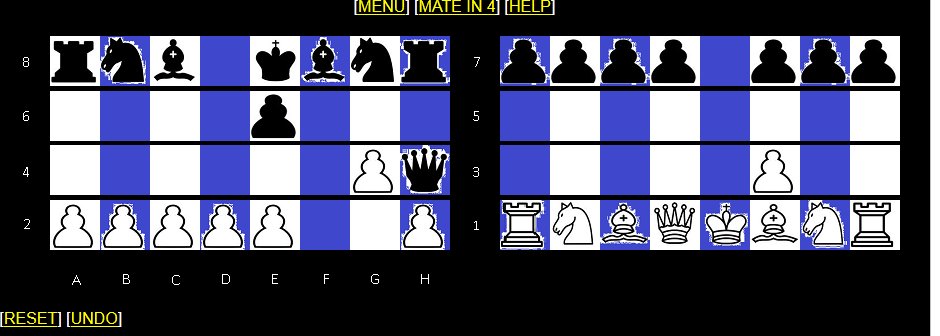 [MENU] [MATE IN 4] [HELP]
8 7
6 5
4 3
2 1
A B C D E F G H
[RESET] [UNDO]